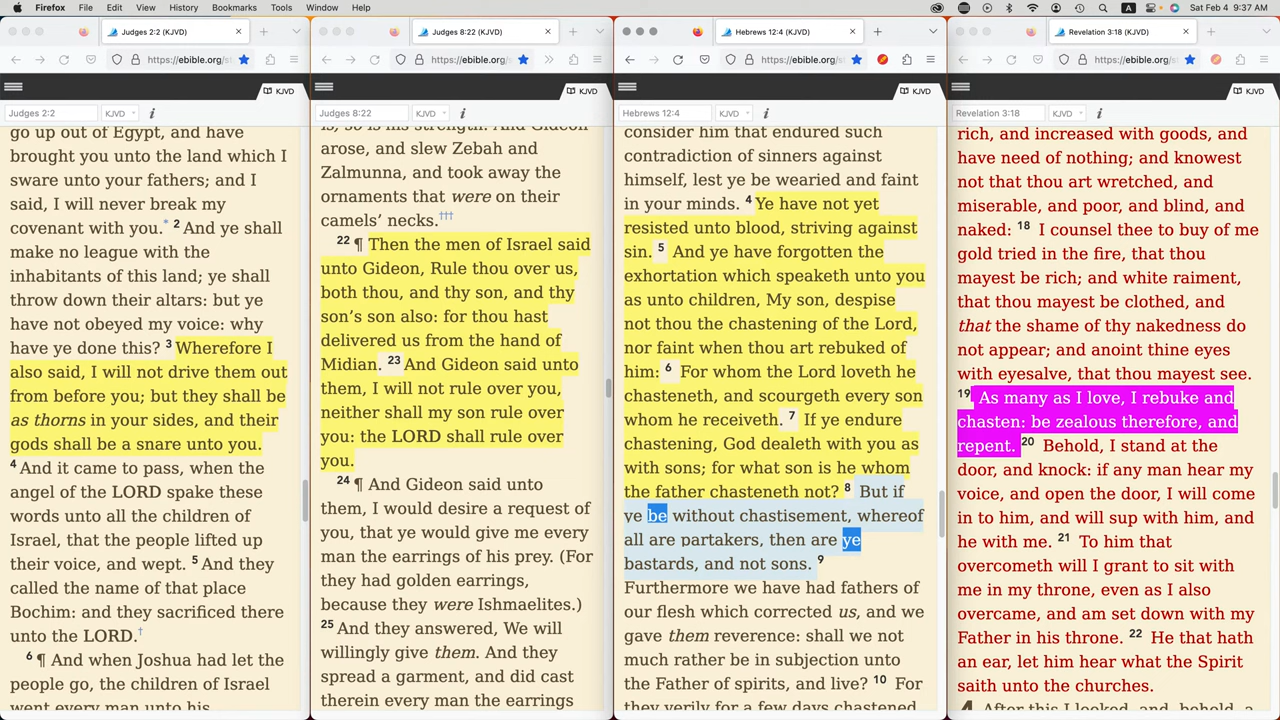 Firefox File Edit View History Bookmarks Tools Window Help
A
Sat Feb 4 9:37 AM
Judges 2:2 (KJVD)
https://ebible.org/
KJVD
Judges 2:2 KJVD i
go up out of Egypt, and have
brought you unto the land which I
sware unto your fathers; and I
said, I will never break my
covenant with you.* 2 And ye shall
make no league with the
inhabitants of this land; ye shall
throw down their altars: but ye
have not obeyed my voice: why
have ye done this? 3 Wherefore I
also said, I will not drive them out
from before you; but they shall be
as thorns in your sides, and their
gods shall be a snare unto you.
4 And it came to pass, when the
angel of the LORD spake these
words unto all the children of
Israel, that the people lifted up
their voice, and wept. 5 And they
called the name of that place
Bochim: and they sacrificed there
unto the LORD.†
6 ¶ And when Joshua had let the
people go, the children of Israel
went every man unto his
Judges 8:22 (KJVD)
https://ebible.org
KJVD
Judges 8:22 KJVD i
is, so is his strength. And Gideon
arose, and slew Zebah and
Zalmunna, and took away the
ornaments that were on their
camels’ necks.†††
22 ¶ Then the men of Israel said
unto Gideon, Rule thou over us,
both thou, and thy son, and thy
son’s son also: for thou hast
delivered us from the hand of
Midian. 23 And Gideon said unto
them, I will not rule over you,
neither shall my son rule over
you: the LORD shall rule over
you.
24 ¶ And Gideon said unto
them, I would desire a request of
you, that ye would give me every
man the earrings of his prey. (For
they had golden earrings,
because they were Ishmaelites.)
25 And they answered, We will
willingly give them. And they
spread a garment, and did cast
therein every man the earrings
Hebrews 12:4 (KJVD)
https://ebible.org/
KJVD
Hebrews 12:4 KJVD i
consider him that endured such
contradiction of sinners against
himself, lest ye be wearied and faint
in your minds. 4 Ye have not yet
resisted unto blood, striving against
sin. 5 And ye have forgotten the
exhortation which speaketh unto you
as unto children, My son, despise
not thou the chastening of the Lord,
nor faint when thou art rebuked of
him: 6 For whom the Lord loveth he
chasteneth, and scourgeth every son
whom he receiveth. 7 If ye endure
chastening, God dealeth with you as
with sons; for what son is he whom
the father chasteneth not? 8 But if
ye be without chastisement, whereof
all are partakers, then are ye
bastards, and not sons. 9
Furthermore we have had fathers of
our flesh which corrected us, and we
gave them reverence: shall we not
much rather be in subjection unto
the Father of spirits, and live? 10 For
they verily for a few days chastened
Revelation 3:18 (KJVD)
https://ebible.org/
KJVD
Revelation 3:18 KJVD i
rich, and increased with goods, and
have need of nothing; and knowest
not that thou art wretched, and
miserable, and poor, and blind, and
naked: 18 I counsel thee to buy of me
gold tried in the fire, that thou
mayest be rich; and white raiment,
that thou mayest be clothed, and
that the shame of thy nakedness do
not appear; and anoint thine eyes
with eyesalve, that thou mayest see.
19 As many as I love, I rebuke and
chasten: be zealous therefore, and
repent. 20 Behold, I stand at the
door, and knock: if any man hear my
voice, and open the door, I will come
in to him, and will sup with him, and
he with me. 21 To him that
overcometh will I grant to sit with
me in my throne, even as I also
overcame, and am set down with my
Father in his throne. 22 He that hath
an ear, let him hear what the Spirit
saith unto the churches.
4 After this I looked, and, behold, a